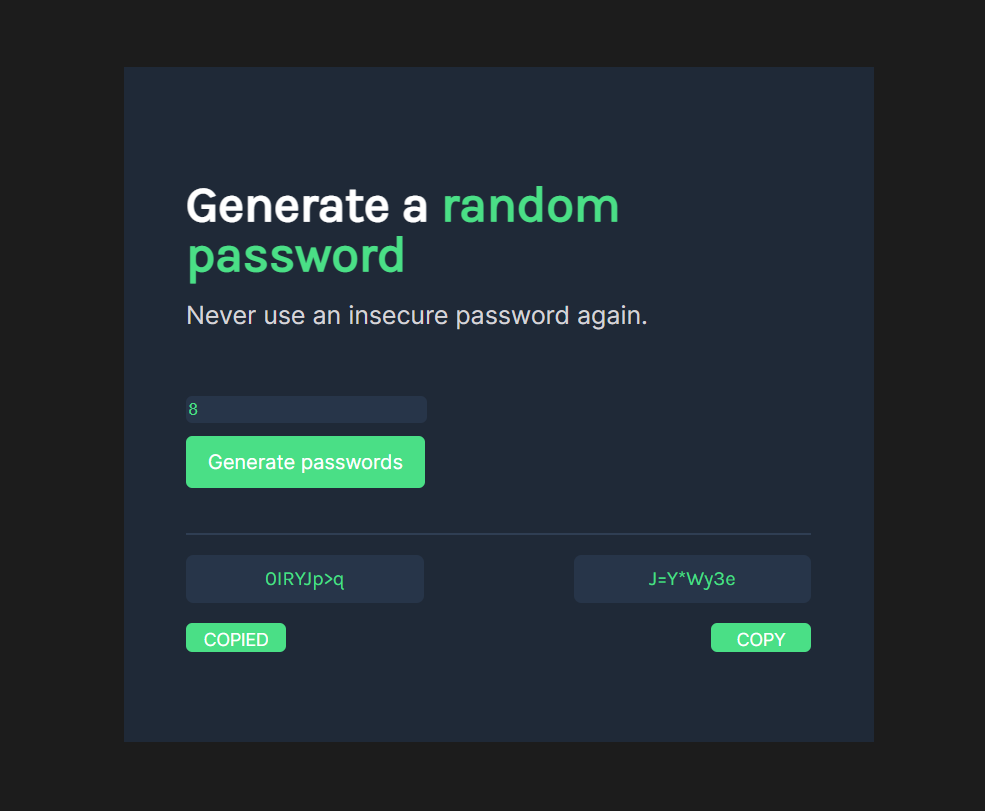 Generate a random
password
Never use an insecure password again.
8
Generate passwords
0IRYJp>q
J=Y*Wy3e
COPIED
COPY